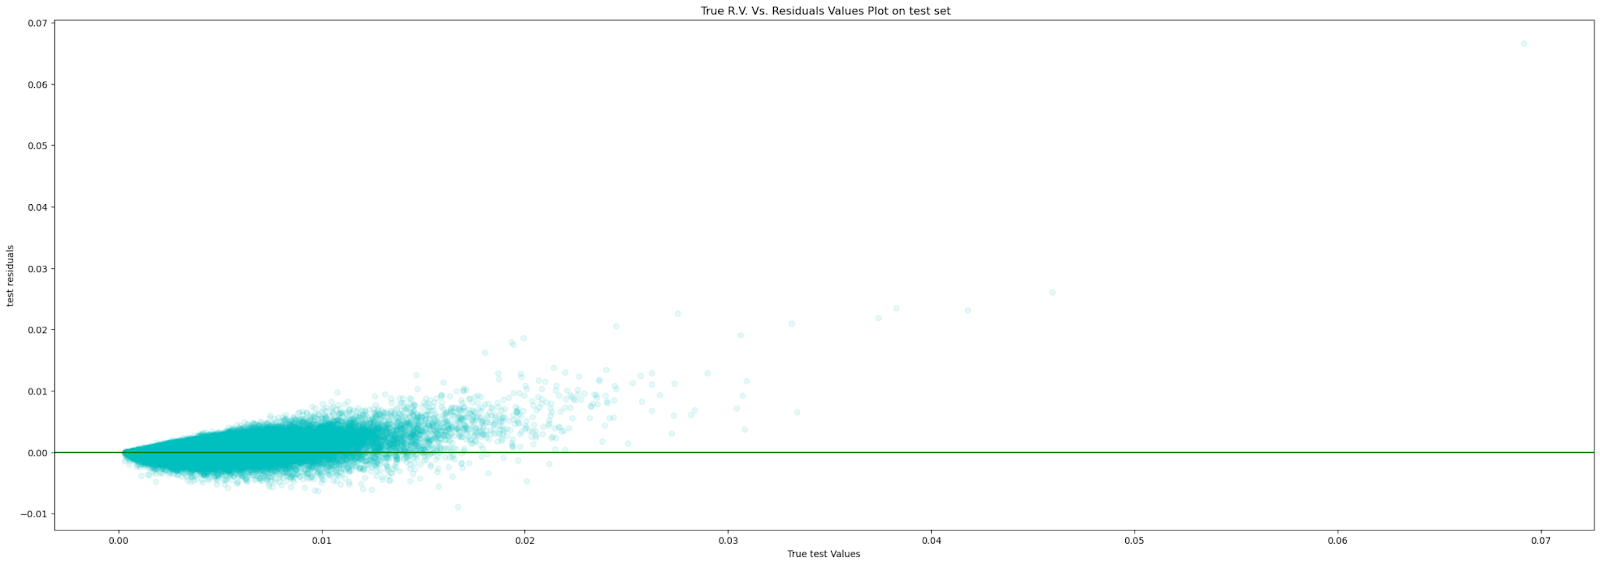 True R.V. Vs. Residuals Values Plot on test set
0.07
0.06
0.05
0.04
0.03
0.02
0.01
0.00
−0.01
test residuals
0.00 0.01 0.02 0.03 0.04 0.05 0.06 0.07
True test Values